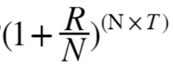 (1 + R/N)^(N × T)